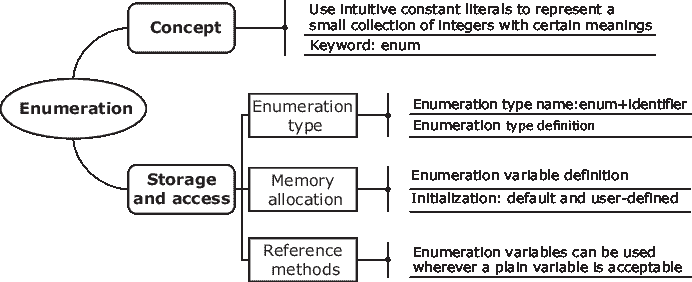 Concept
Use intuitive constant literals to represent a
small collection of integers with certain meanings
Keyword: enum
Enumeration
Enumeration
type
Enumeration type name:enum+identifier
Enumeration type definition
Storage
and access
Memory
allocation
Enumeration variable definition
Initialization: default and user-defined
Reference
methods
Enumeration variables can be used
wherever a plain variable is acceptable